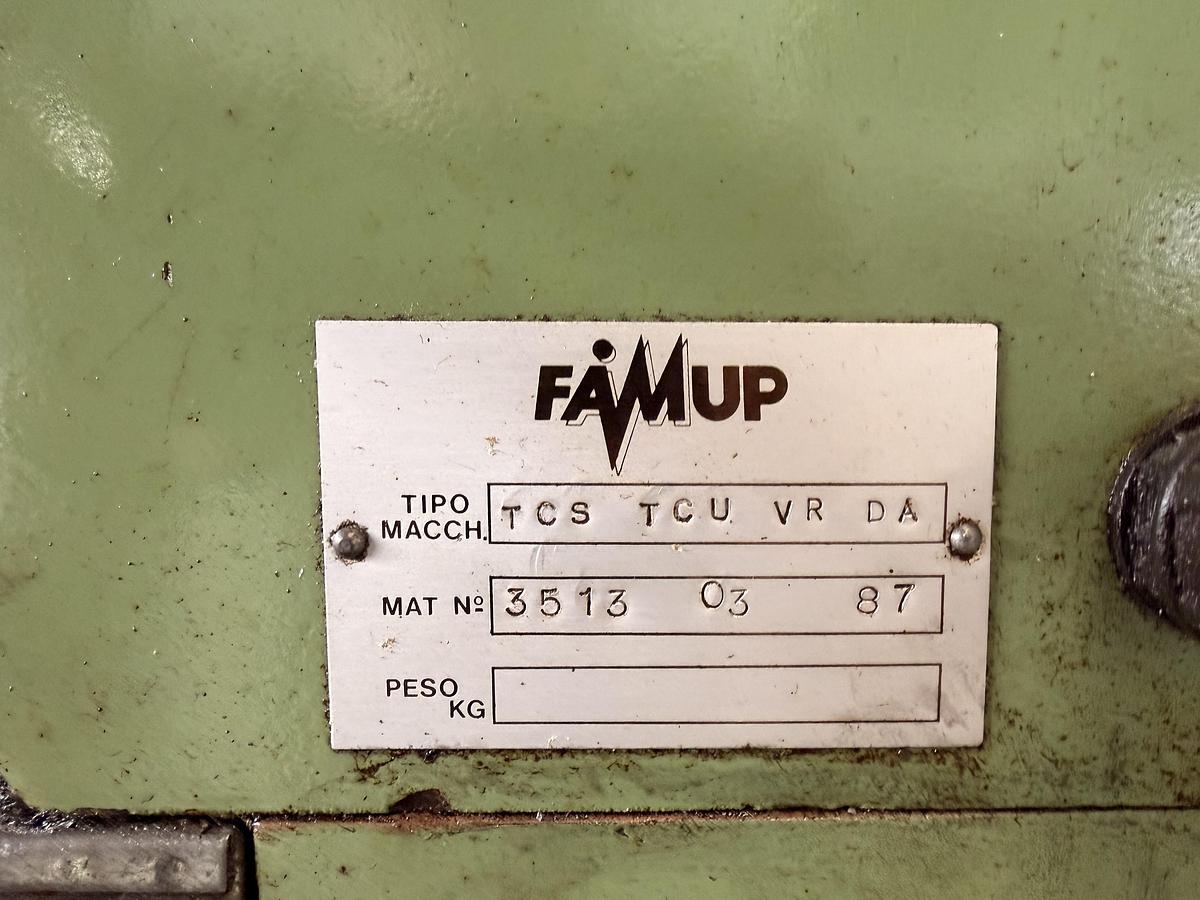 FAMUP
TIPO MACCH. TCS TCU VR DA
MAT Nº 3513 03 87
PESO KG